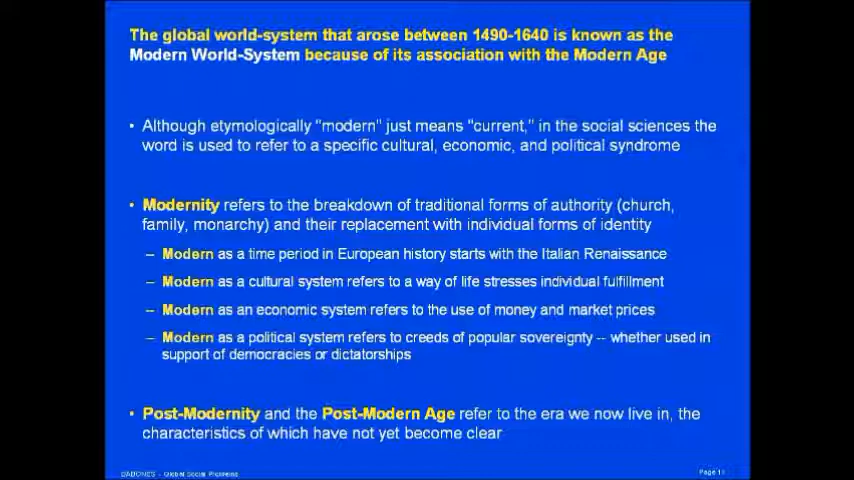 The global world-system that arose between 1490-1640 is known as the
Modern World-System because of its association with the Modern Age
• Although etymologically "modern" just means "current," in the social sciences the
word is used to refer to a specific cultural, economic, and political syndrome
• Modernity refers to the breakdown of traditional forms of authority (church,
family, monarchy) and their replacement with individual forms of identity
– Modern as a time period in European history starts with the Italian Renaissance
– Modern as a cultural system refers to a way of life stresses individual fulfillment
– Modern as an economic system refers to the use of money and market prices
– Modern as a political system refers to creeds of popular sovereignty -- whether used in
support of democracies or dictatorships
• Post-Modernity and the Post-Modern Age refer to the era we now live in, the
characteristics of which have not yet become clear
BABONES - Global Social Problems
Page